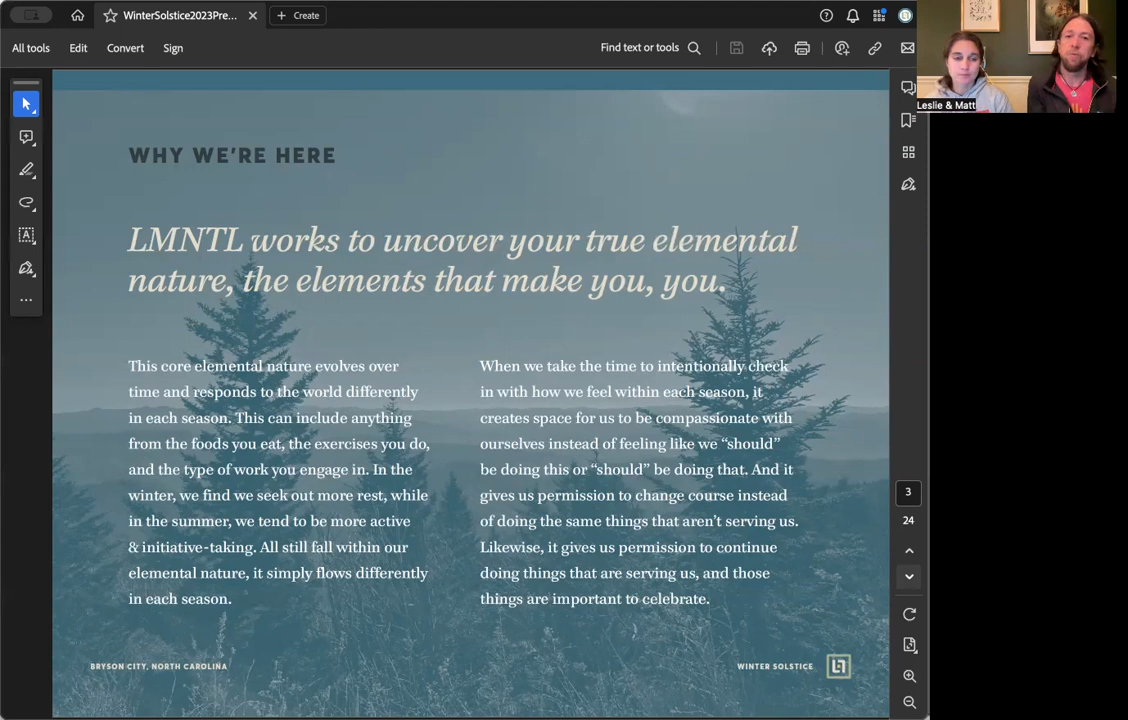 WinterSolstice2023Pre...
Create
All tools
Edit
Convert
Sign
Find text or tools
Leslie & Matt
WHY WE'RE HERE
LMNTL works to uncover your true elemental
nature, the elements that make you, you.
This core elemental nature evolves over
time and responds to the world differently
in each season. This can include anything
from the foods you eat, the exercises you do,
and the type of work you engage in. In the
winter, we find we seek out more rest, while
in the summer, we tend to be more active
& initiative-taking. All still fall within our
elemental nature, it simply flows differently
in each season.
When we take the time to intentionally check
in with how we feel within each season, it
creates space for us to be compassionate with
ourselves instead of feeling like we “should”
be doing this or “should” be doing that. And it
gives us permission to change course instead
of doing the same things that aren’t serving us.
Likewise, it gives us permission to continue
doing things that are serving us, and those
things are important to celebrate.
3
24
BRYSON CITY, NORTH CAROLINA
WINTER SOLSTICE